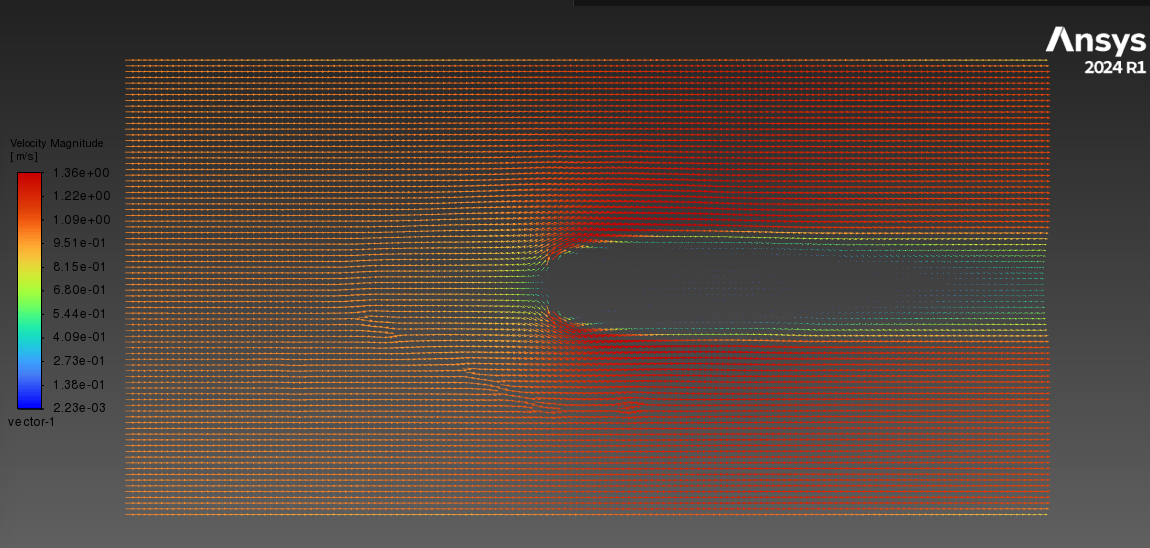 Ansys
2024 R1
Velocity Magnitude
[ m/s ]
1.36e+00
1.22e+00
1.09e+00
9.51e-01
8.15e-01
6.80e-01
5.44e-01
4.09e-01
2.73e-01
1.38e-01
2.23e-03
vector-1